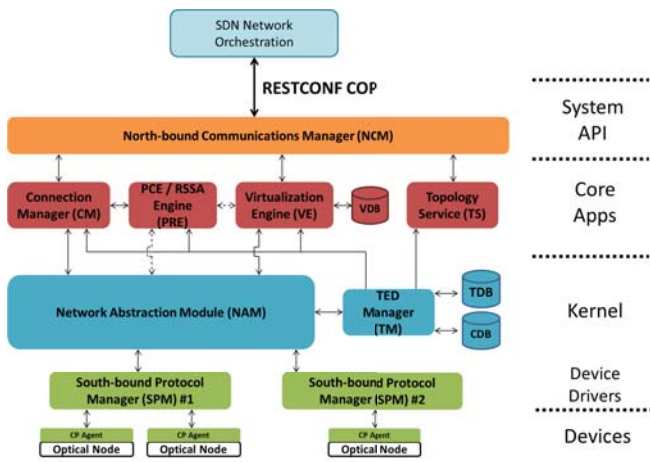 SDN Network
Orchestration
RESTCONF COP
System
API
North-bound Communications Manager (NCM)
Connection
Manager (CM)
PCE / RSSA
Engine
(PRE)
Virtualization
Engine (VE)
VDB
Topology
Service (TS)
Core
Apps
Network Abstraction Module (NAM)
TED
Manager
(TM)
TDB
CDB
Kernel
South-bound Protocol
Manager (SPM) #1
South-bound Protocol
Manager (SPM) #2
Device
Drivers
CP Agent
Optical Node
CP Agent
Optical Node
CP Agent
Optical Node
Devices